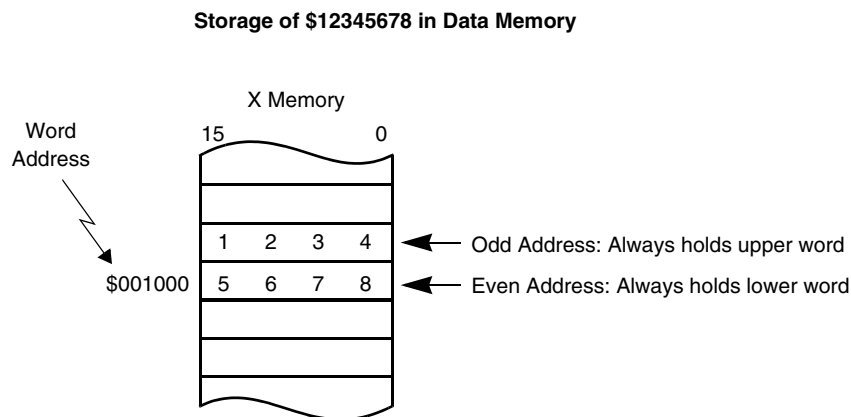 Storage of $12345678 in Data Memory
X Memory
15 0
Word
Address
1 2 3 4
Odd Address: Always holds upper word
$001000
5 6 7 8
Even Address: Always holds lower word